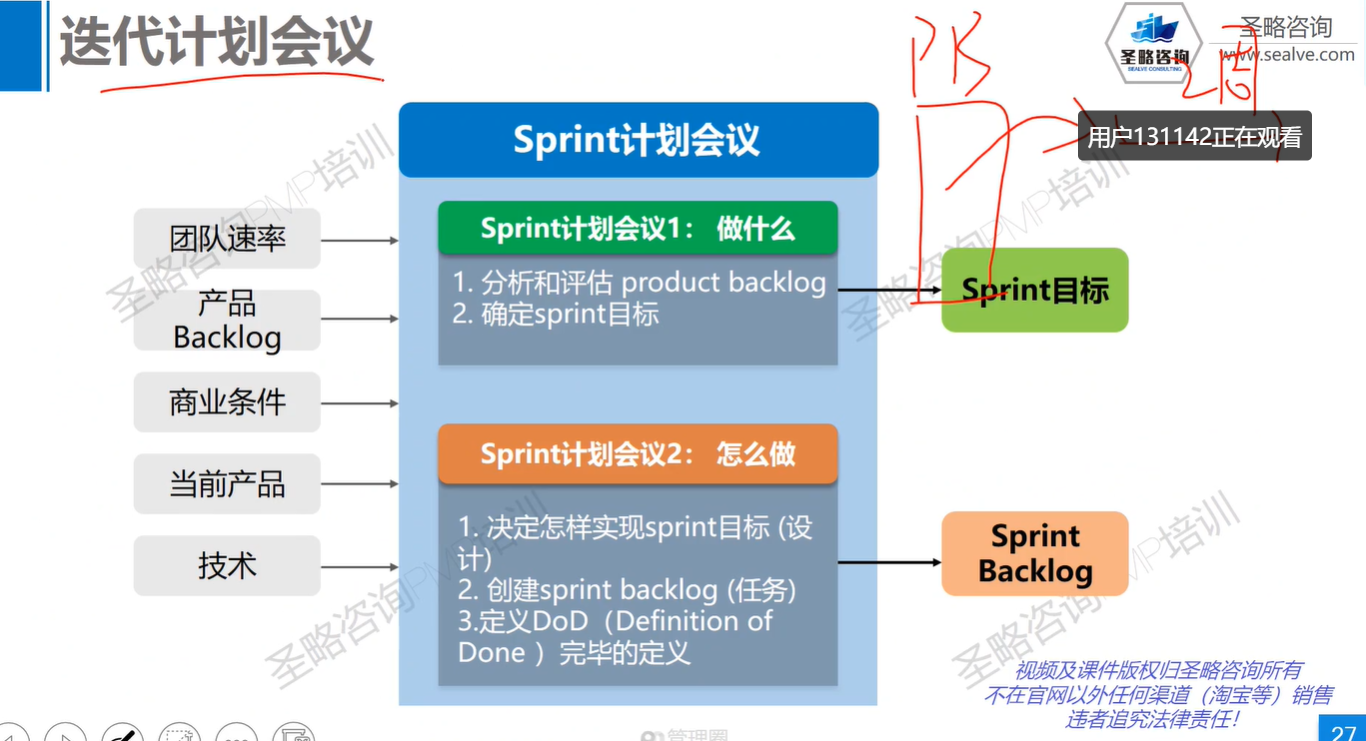 迭代计划会议
圣略咨询
SEALVE CONSULTING
圣略咨询
www.sealve.com
2周
用户131142正在观看
Sprint计划会议
团队速率
产品
Backlog
商业条件
当前产品
技术
Sprint计划会议1： 做什么
1. 分析和评估 product backlog
2. 确定sprint目标
Sprint目标
Sprint计划会议2： 怎么做
1. 决定怎样实现sprint目标 (设
计)
2. 创建sprint backlog (任务)
3.定义DoD（Definition of
Done ）完毕的定义
Sprint
Backlog
圣略咨询PMP培训
圣略咨询PMP培训
圣略咨询PMP培训
圣略咨询PMP培训
视频及课件版权归圣略咨询所有
不在官网以外任何渠道（淘宝等）销售
违者追究法律责任！
管理圈
27